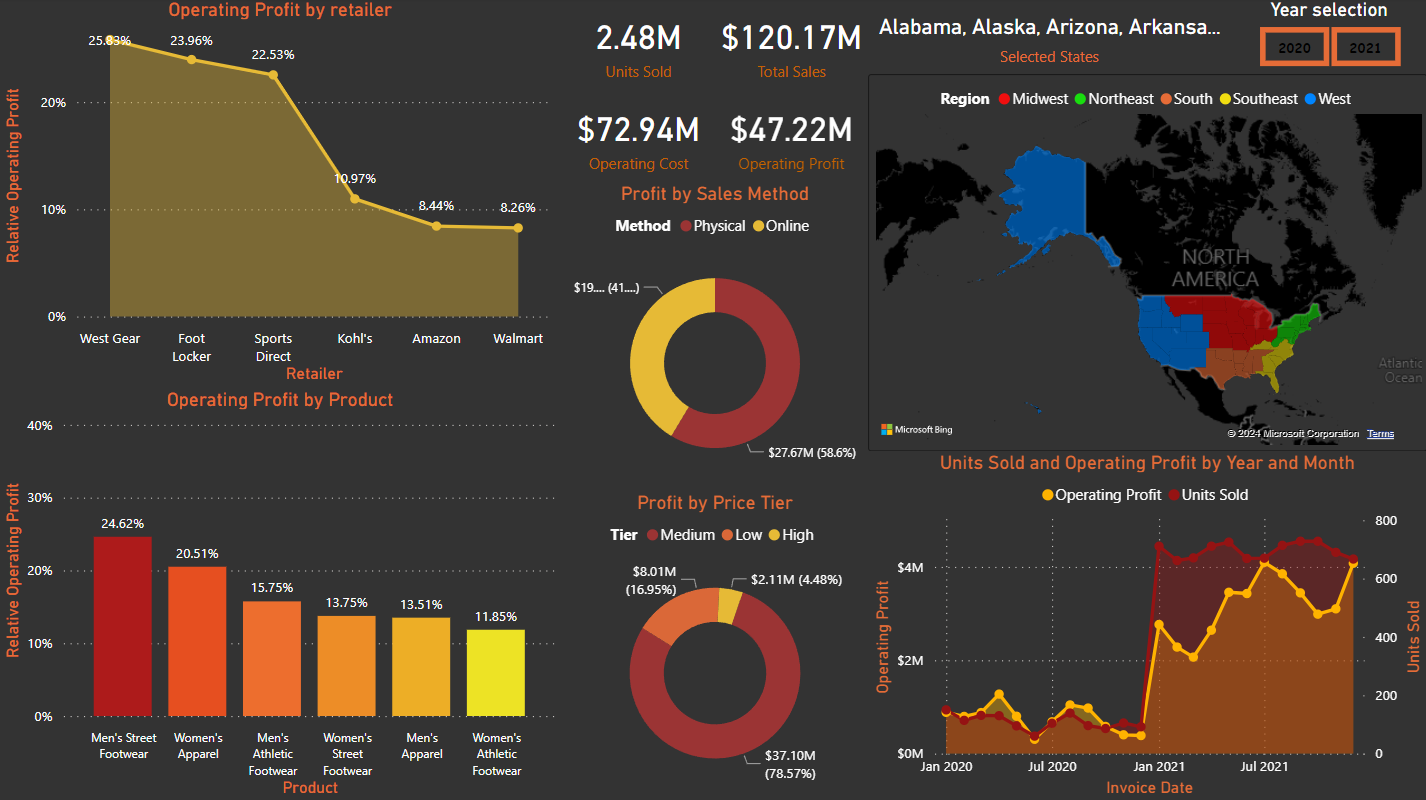 Operating Profit by retailer
Relative Operating Profit
25.83%
23.96%
22.53%
10.97%
8.44%
8.26%
20%
10%
0%
West Gear
Foot
Locker
Sports
Direct
Kohl's
Amazon
Walmart
Retailer
Operating Profit by Product
Relative Operating Profit
40%
30%
20%
10%
0%
24.62%
20.51%
15.75%
13.75%
13.51%
11.85%
Men's Street
Footwear
Women's
Apparel
Men's
Athletic
Footwear
Women's
Street
Footwear
Men's
Apparel
Women's
Athletic
Footwear
Product
2.48M
Units Sold
$120.17M
Total Sales
$72.94M
Operating Cost
$47.22M
Operating Profit
Profit by Sales Method
Method Physical Online
$19.... (41....)
$27.67M (58.6%)
Profit by Price Tier
Tier Medium Low High
$8.01M
(16.95%)
$2.11M (4.48%)
$37.10M
(78.57%)
Alabama, Alaska, Arizona, Arkansa...
Selected States
Year selection
2020 2021
Region Midwest Northeast South Southeast West
NORTH
AMERICA
Atlantic
Ocean
Microsoft Bing
© 2024 Microsoft Corporation Terms
Units Sold and Operating Profit by Year and Month
Operating Profit Units Sold
Operating Profit
$4M
$2M
$0M
800
600
400
200
0
Units Sold
Jan 2020
Jul 2020
Jan 2021
Jul 2021
Invoice Date